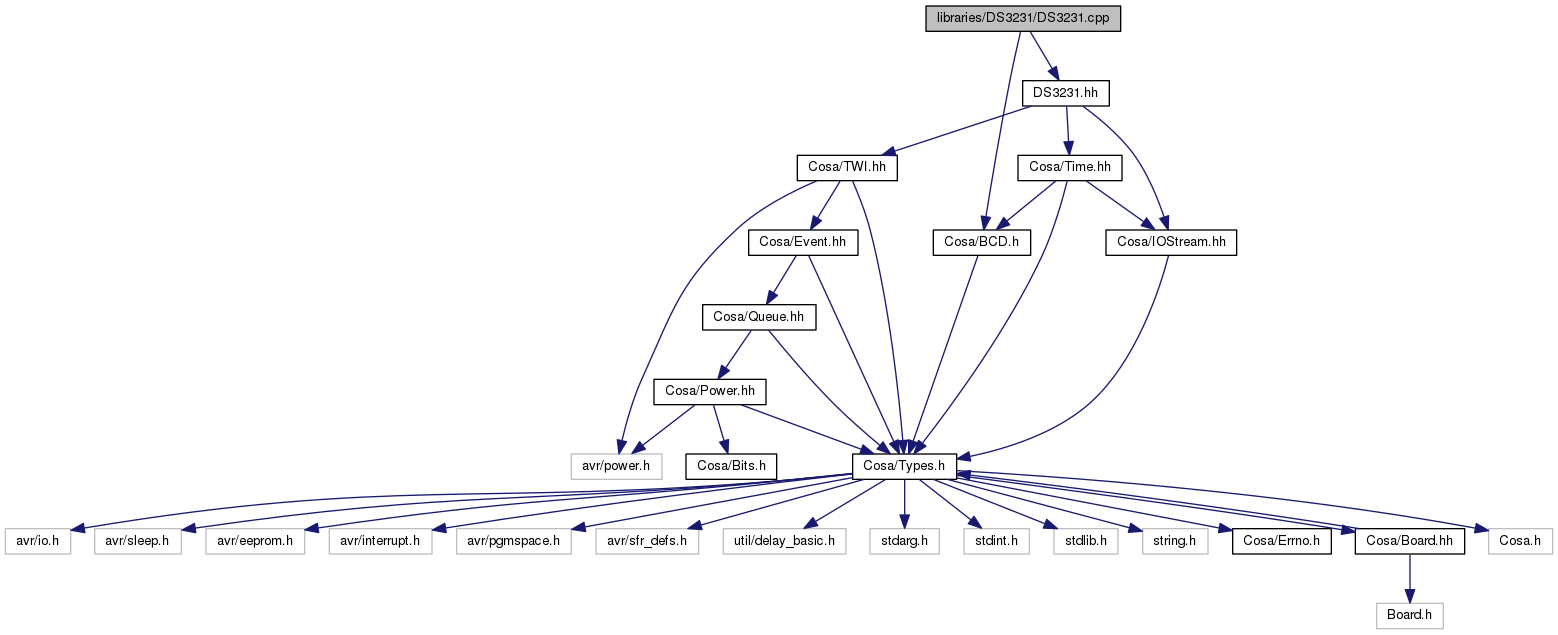 libraries/DS3231/DS3231.cpp
DS3231.hh
Cosa/TWI.hh
Cosa/Time.hh
Cosa/Event.hh
Cosa/BCD.h
Cosa/IOStream.hh
Cosa/Queue.hh
Cosa/Power.hh
avr/power.h
Cosa/Bits.h
Cosa/Types.h
avr/io.h
avr/sleep.h
avr/eeprom.h
avr/interrupt.h
avr/pgmspace.h
avr/sfr_defs.h
util/delay_basic.h
stdarg.h
stdint.h
stdlib.h
string.h
Cosa/Errno.h
Cosa/Board.hh
Cosa.h
Board.h